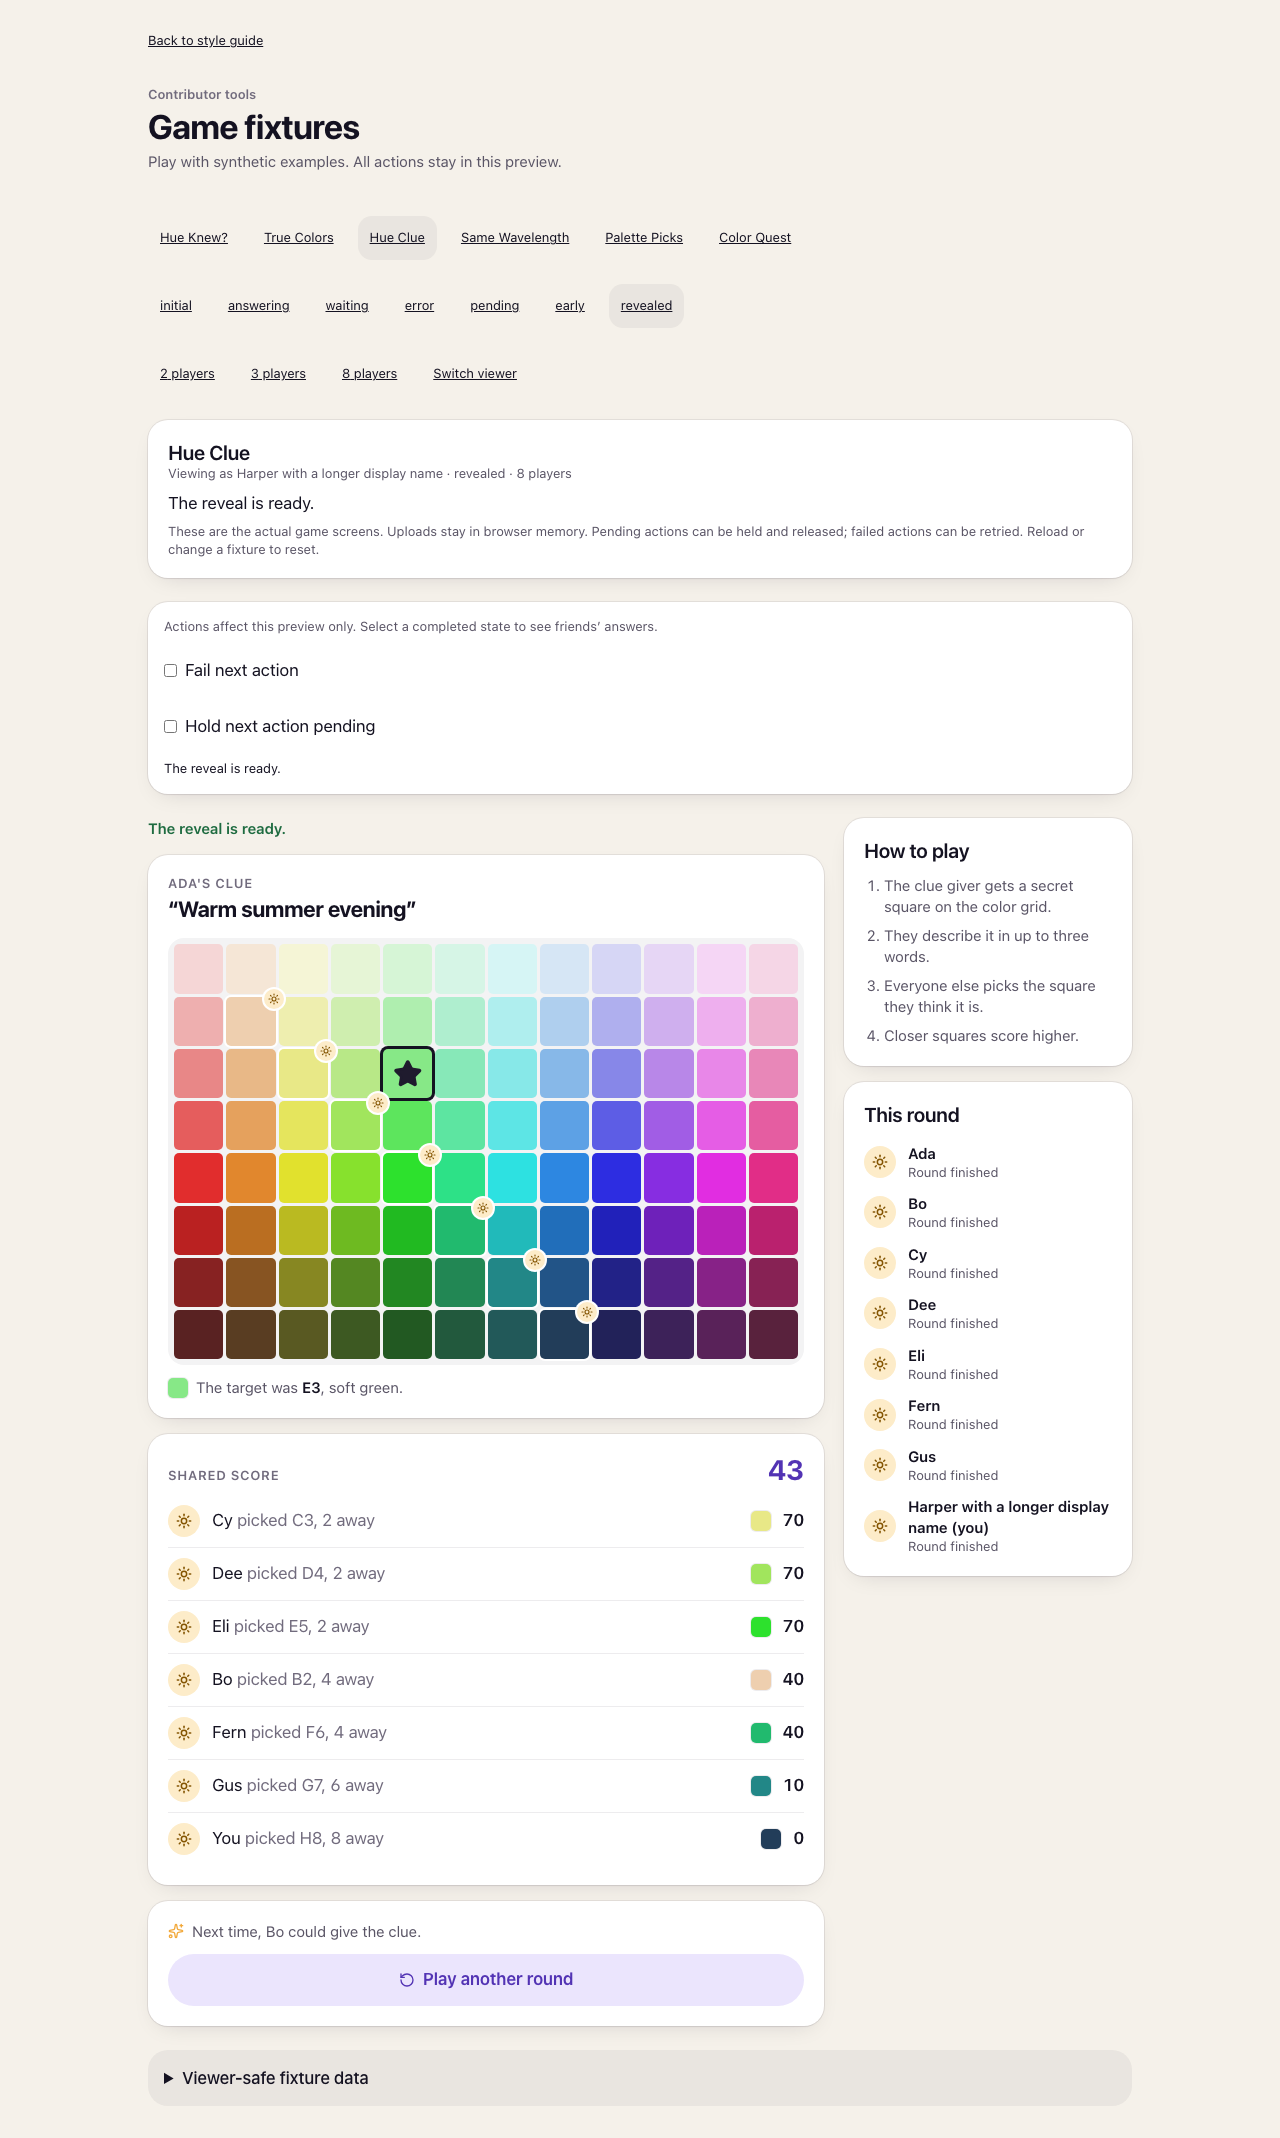 Back to style guide
Contributor tools
Game fixtures
Play with synthetic examples. All actions stay in this preview.
Hue Knew? True Colors Hue Clue Same Wavelength Palette Picks Color Quest
initial answering waiting error pending early revealed
2 players 3 players 8 players Switch viewer
Hue Clue
Viewing as Harper with a longer display name · revealed · 8 players
The reveal is ready.
These are the actual game screens. Uploads stay in browser memory. Pending actions can be held and released; failed actions can be retried. Reload or
change a fixture to reset.
Actions affect this preview only. Select a completed state to see friends’ answers.
Fail next action
Hold next action pending
The reveal is ready.
The reveal is ready.
ADA'S CLUE
“Warm summer evening”
The target was E3, soft green.
SHARED SCORE 43
Cy picked C3, 2 away 70
Dee picked D4, 2 away 70
Eli picked E5, 2 away 70
Bo picked B2, 4 away 40
Fern picked F6, 4 away 40
Gus picked G7, 6 away 10
You picked H8, 8 away 0
Next time, Bo could give the clue.
Play another round
How to play
1. The clue giver gets a secret
square on the color grid.
2. They describe it in up to three
words.
3. Everyone else picks the square
they think it is.
4. Closer squares score higher.
This round
Ada
Round finished
Bo
Round finished
Cy
Round finished
Dee
Round finished
Eli
Round finished
Fern
Round finished
Gus
Round finished
Harper with a longer display
name (you)
Round finished
Viewer-safe fixture data